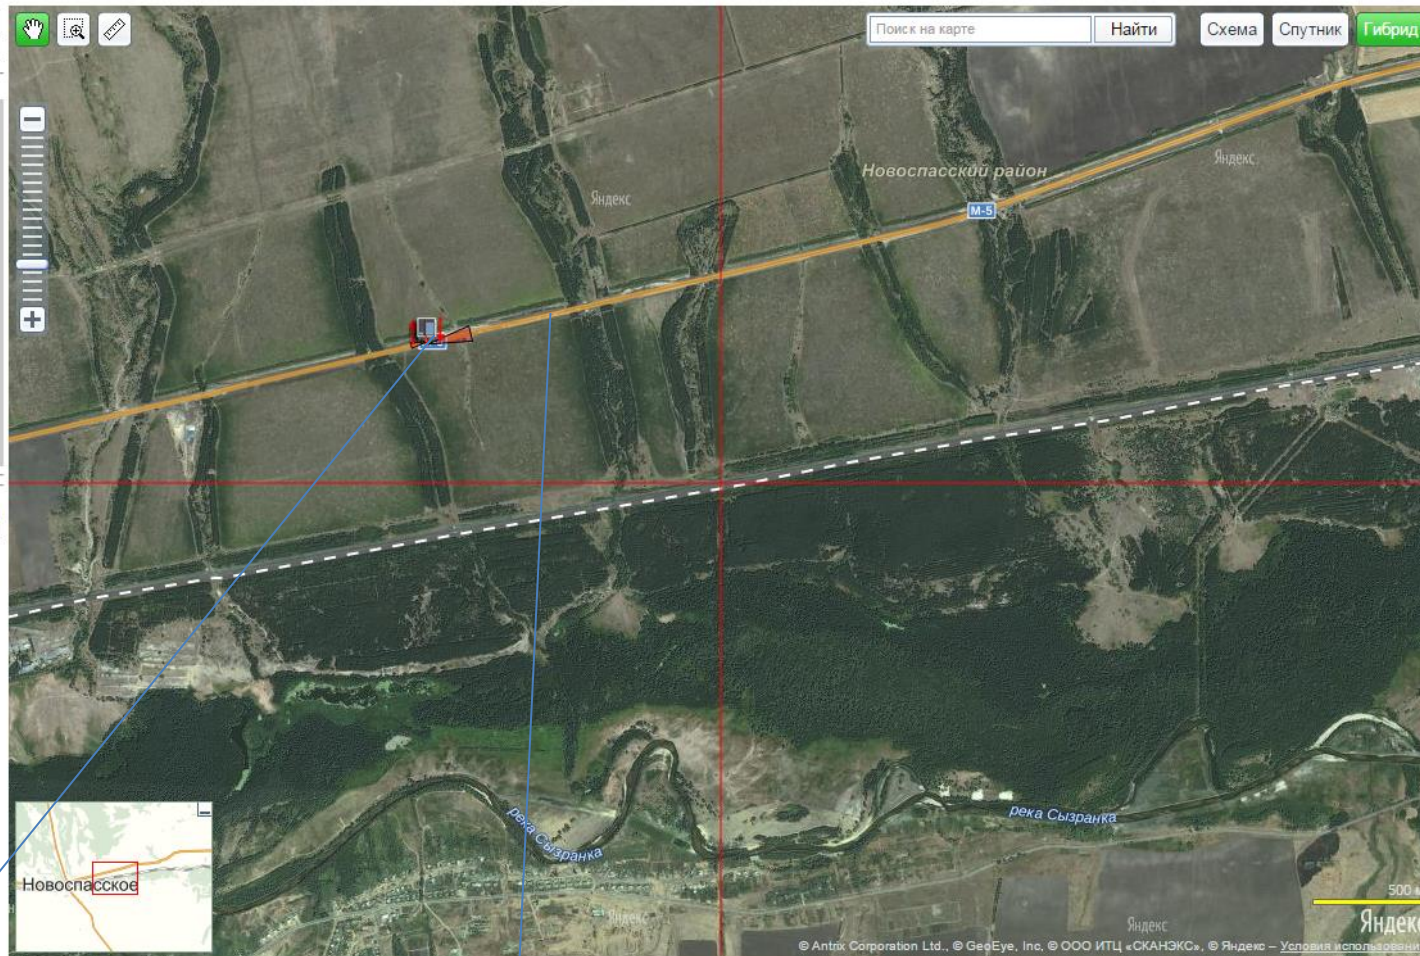 Поиск на карте
Найти
Схема
Спутник
Гибрид
Новоспасский район
Яндекс
Яндекс
М-5
река Сызранка
река Сызранка
Новоспасское
500
Яндекс
Яндекс
Яндекс
© Antrix Corporation Ltd., © GeoEye, Inc, © ООО ИТЦ «СКАНЭКС», © Яндекс – Условия использовани